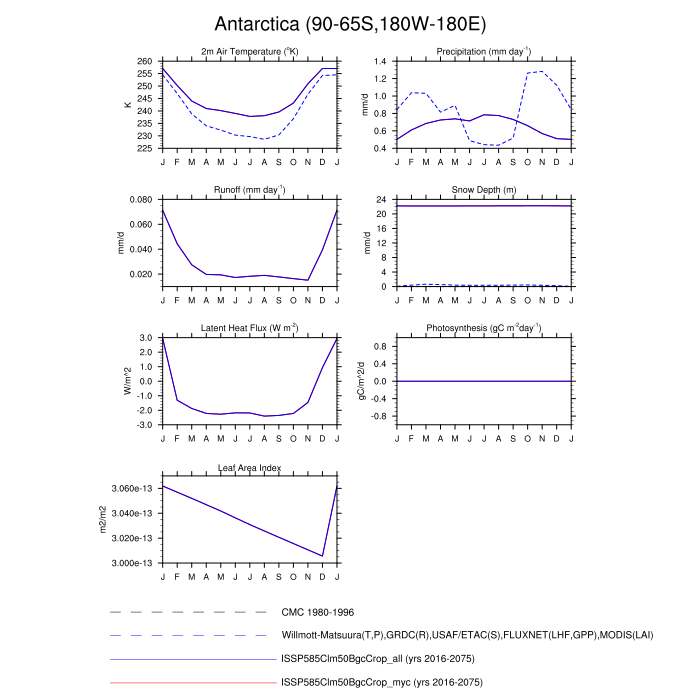 Antarctica (90-65S,180W-180E)
2m Air Temperature (°K)
Precipitation (mm day⁻¹)
260
255
250
245
240
235
230
225
K
J F M A M J J A S O N D J
1.4
1.2
1.0
0.8
0.6
0.4
mm/d
J F M A M J J A S O N D J
Runoff (mm day⁻¹)
Snow Depth (m)
0.080
0.060
0.040
0.020
mm/d
J F M A M J J A S O N D J
24
20
16
12
8
4
0
mm/d
J F M A M J J A S O N D J
Latent Heat Flux (W m⁻²)
Photosynthesis (gC m⁻²day⁻¹)
3.0
2.0
1.0
0.0
-1.0
-2.0
-3.0
W/m^2
J F M A M J J A S O N D J
0.8
0.4
0.0
-0.4
-0.8
gC/m^2/d
J F M A M J J A S O N D J
Leaf Area Index
3.060e-13
3.040e-13
3.020e-13
3.000e-13
m2/m2
J F M A M J J A S O N D J
CMC 1980-1996
Willmott-Matsuura(T,P),GRDC(R),USAF/ETAC(S),FLUXNET(LHF,GPP),MODIS(LAI)
ISSP585Clm50BgcCrop_all (yrs 2016-2075)
ISSP585Clm50BgcCrop_myc (yrs 2016-2075)